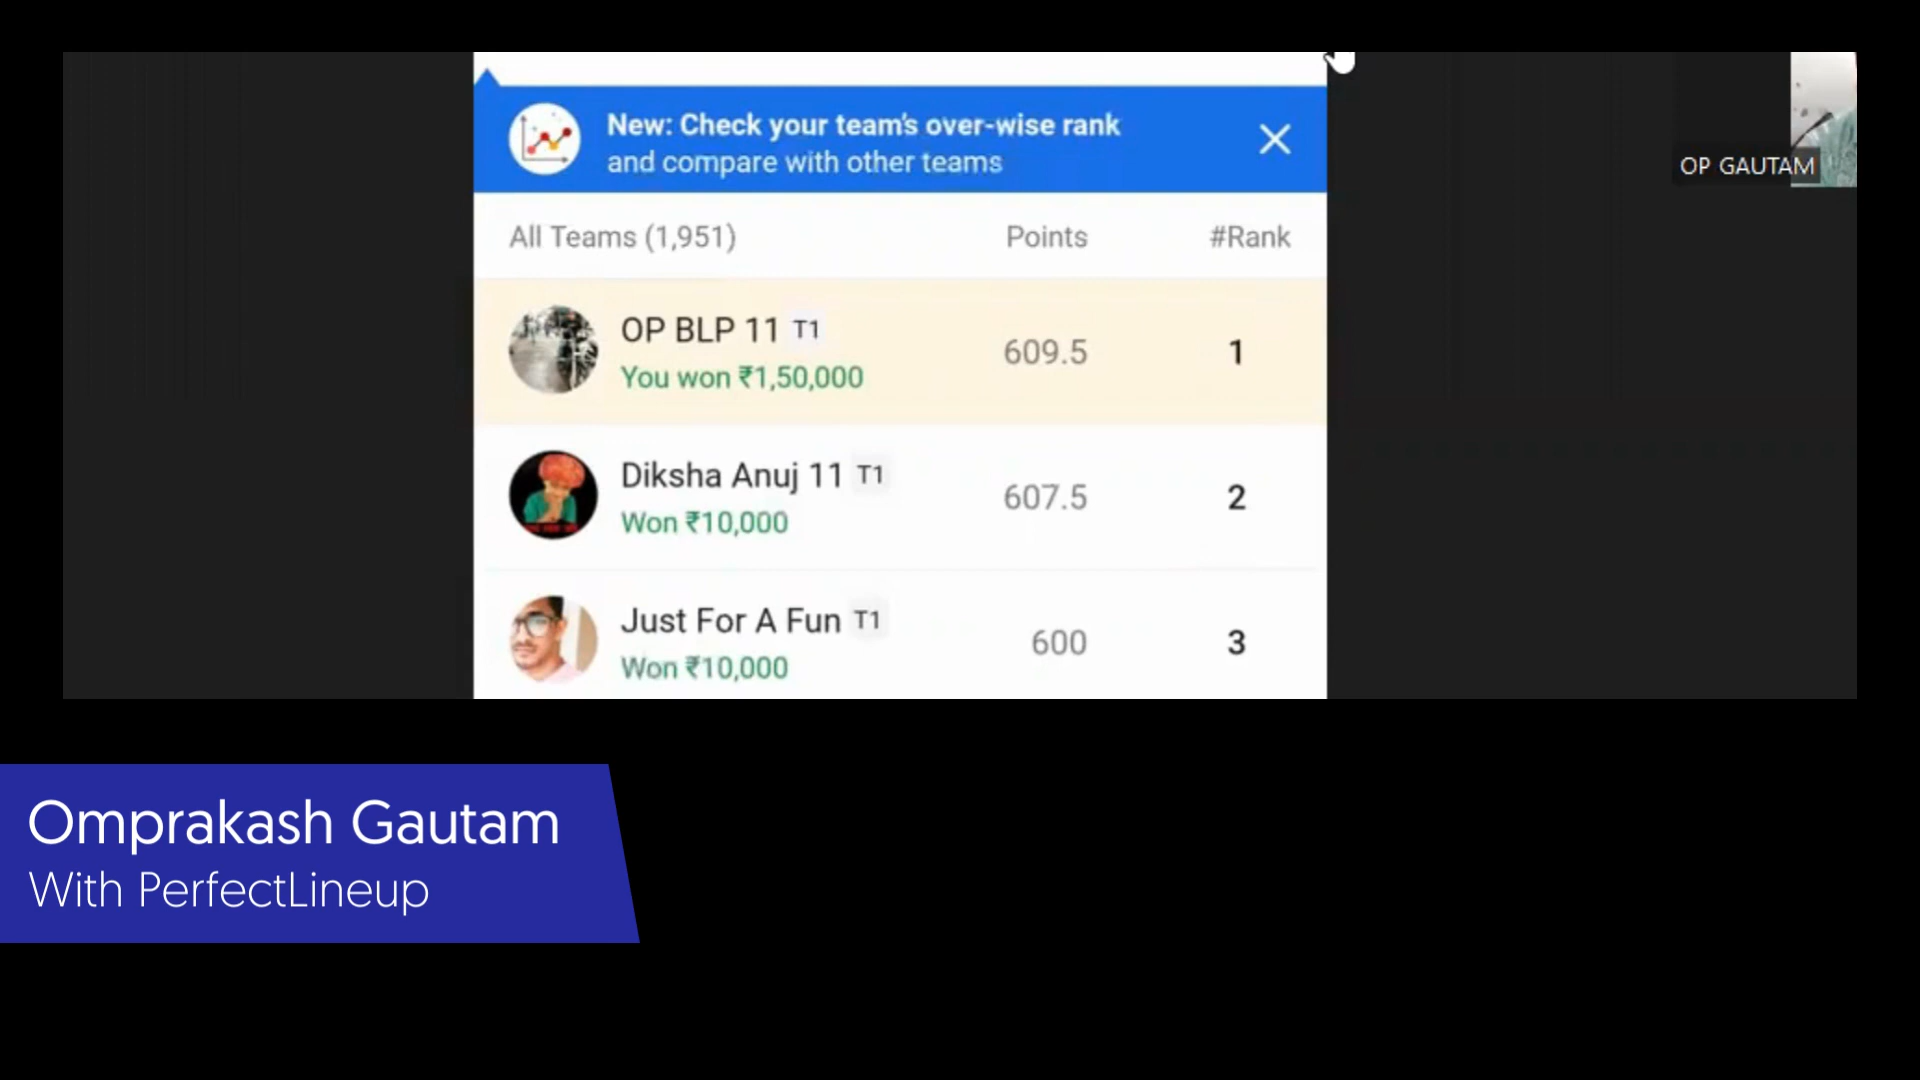 New: Check your team's over-wise rank
and compare with other teams
OP GAUTAM
All Teams (1,951) Points #Rank
OP BLP 11 T1 609.5 1
You won ₹1,50,000
Diksha Anuj 11 T1 607.5 2
Won ₹10,000
Just For A Fun T1 600 3
Won ₹10,000
Omprakash Gautam
With PerfectLineup